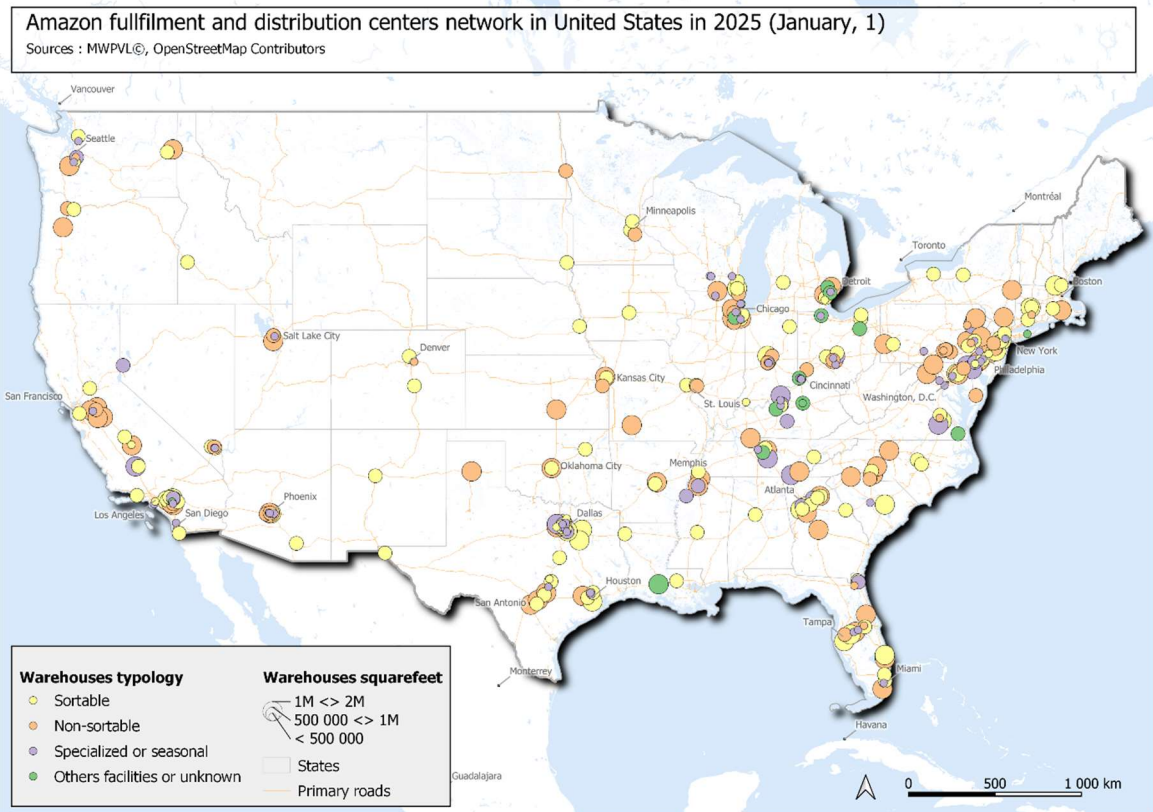 Amazon fullfilment and distribution centers network in United States in 2025 (January, 1)
Sources : MWPVL©, OpenStreetMap Contributors
Vancouver
Seattle
Montréal
Minneapolis
Toronto
Detroit
Boston
Chicago
Salt Lake City
Denver
New York
Philadelphia
Kansas City
Cincinnati
San Francisco
St. Louis
Washington, D.C.
Oklahoma City
Memphis
Atlanta
Phoenix
Los Angeles
San Diego
Dallas
Houston
San Antonio
Tampa
Miami
Monterrey
Havana
Guadalajara
Warehouses typology
Sortable
Non-sortable
Specialized or seasonal
Others facilities or unknown
Warehouses squarefeet
1M <> 2M
500 000 <> 1M
< 500 000
States
Primary roads
0 500 1 000 km